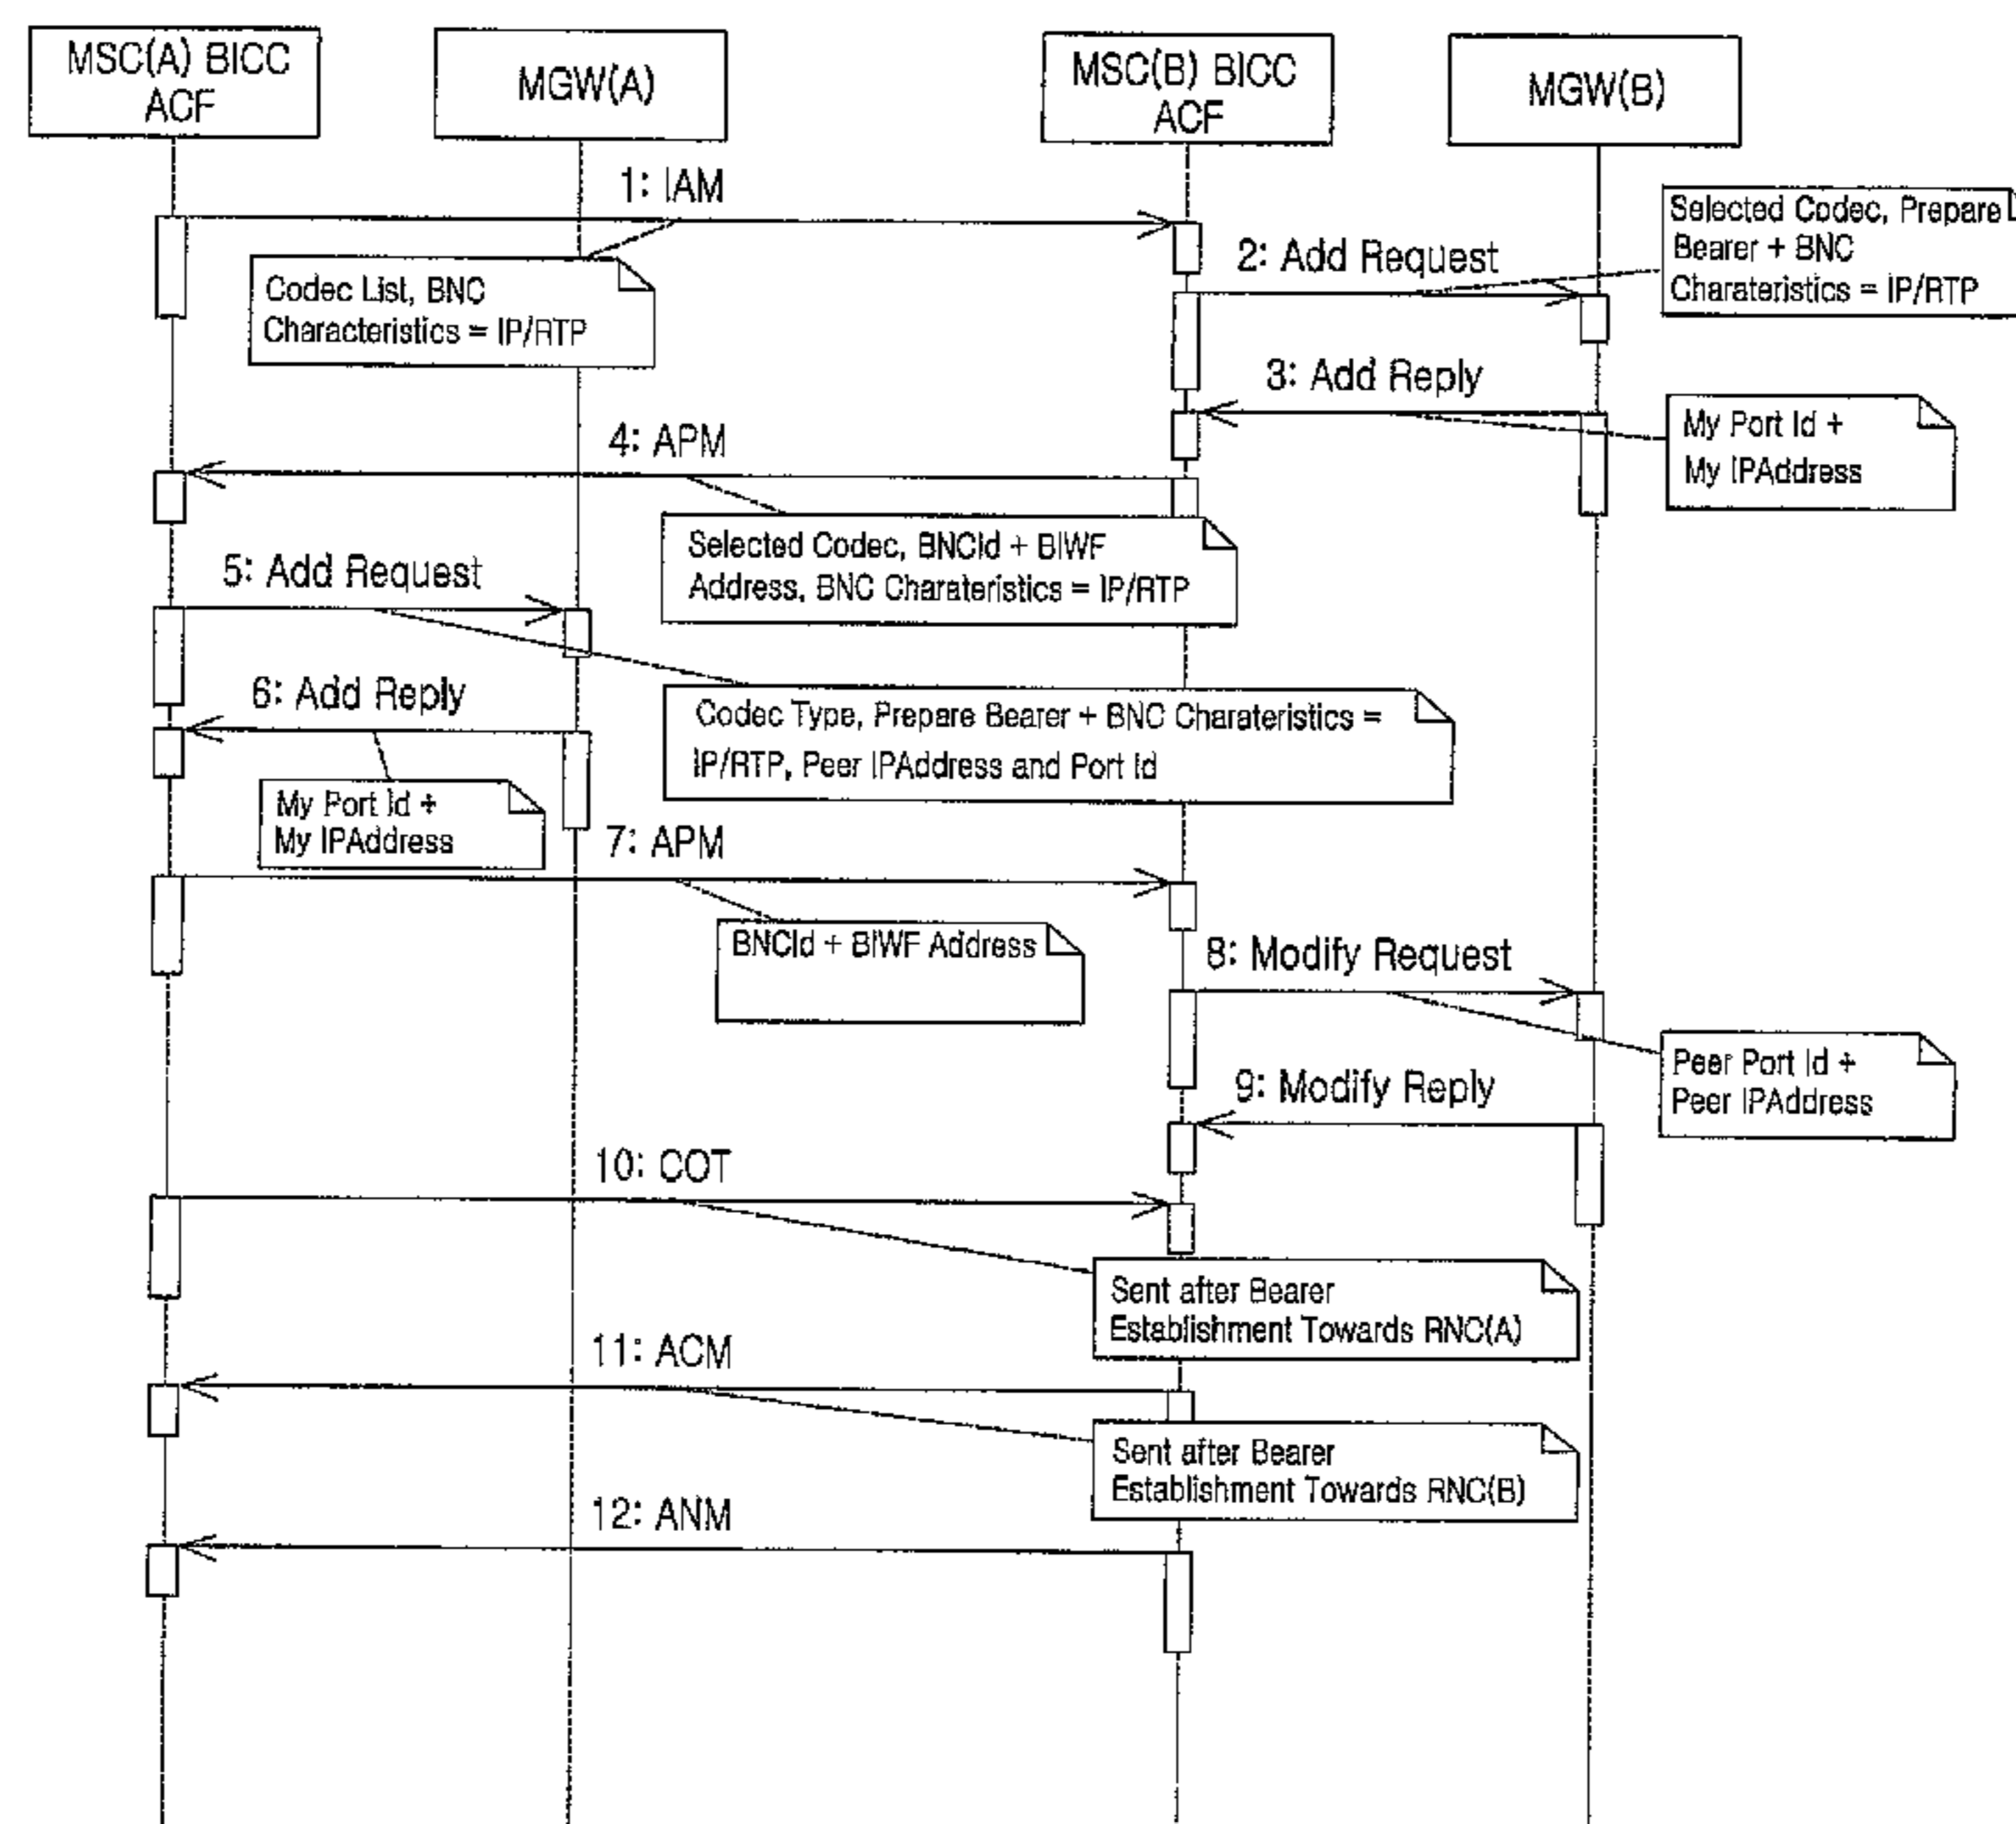 MSC(A) BICC
ACF
MGW(A)
MSC(B) BICC
ACF
MGW(B)
1: IAM
Codec List, BNC
Characteristics = IP/RTP
2: Add Request
Selected Codec, Prepare
Bearer + BNC
Charateristics = IP/RTP
3: Add Reply
My Port Id +
My IPAddress
4: APM
Selected Codec, BNCId + BIWF
Address, BNC Charateristics = IP/RTP
5: Add Request
Codec Type, Prepare Bearer + BNC Charateristics =
IP/RTP, Peer IPAddress and Port Id
6: Add Reply
My Port Id +
My IPAddress
7: APM
BNCId + BIWF Address
8: Modify Request
Peer Port Id +
Peer IPAddress
9: Modify Reply
10: COT
Sent after Bearer
Establishment Towards RNC(A)
11: ACM
Sent after Bearer
Establishment Towards RNC(B)
12: ANM